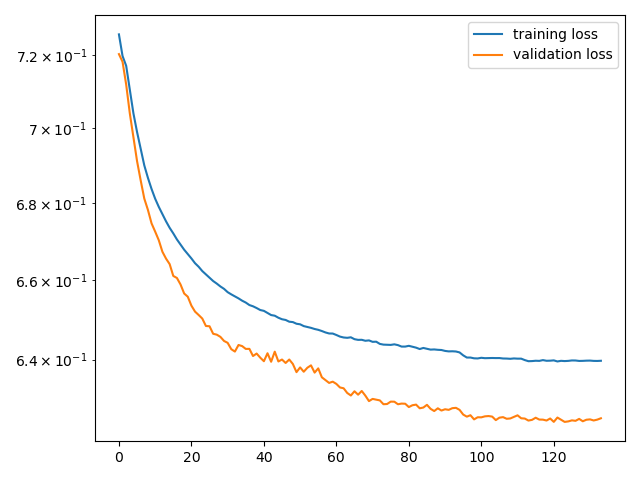 training loss
validation loss
7.2 × 10⁻¹
7 × 10⁻¹
6.8 × 10⁻¹
6.6 × 10⁻¹
6.4 × 10⁻¹
0 20 40 60 80 100 120